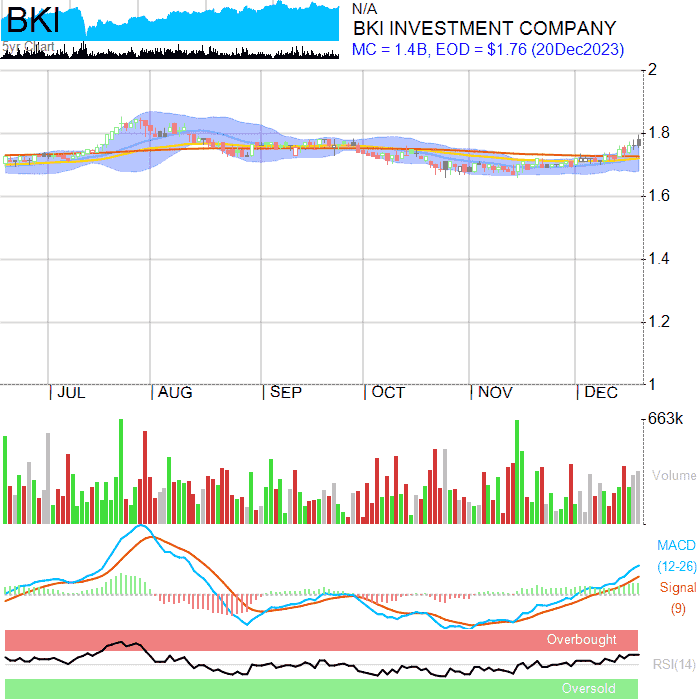 BKI
5yr Chart
N/A
BKI INVESTMENT COMPANY
MC = 1.4B, EOD = $1.76 (20Dec2023)
2
1.8
1.6
1.4
1.2
1
JUL AUG SEP OCT NOV DEC
663k
Volume
MACD
(12-26)
Signal
(9)
Overbought
RSI(14)
Oversold